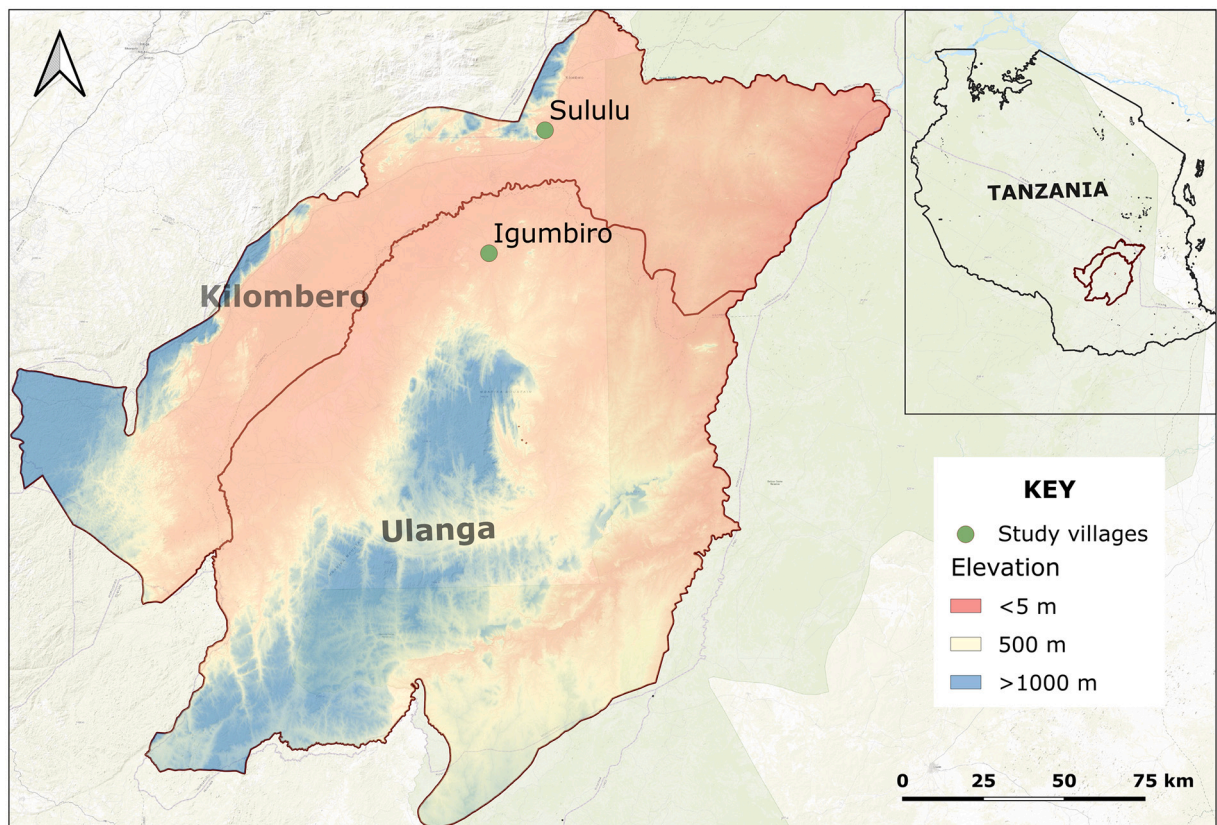 Sululu
Igumbiro
Kilombero
Ulanga
TANZANIA
KEY
Study villages
Elevation
<5 m
500 m
>1000 m
0 25 50 75 km